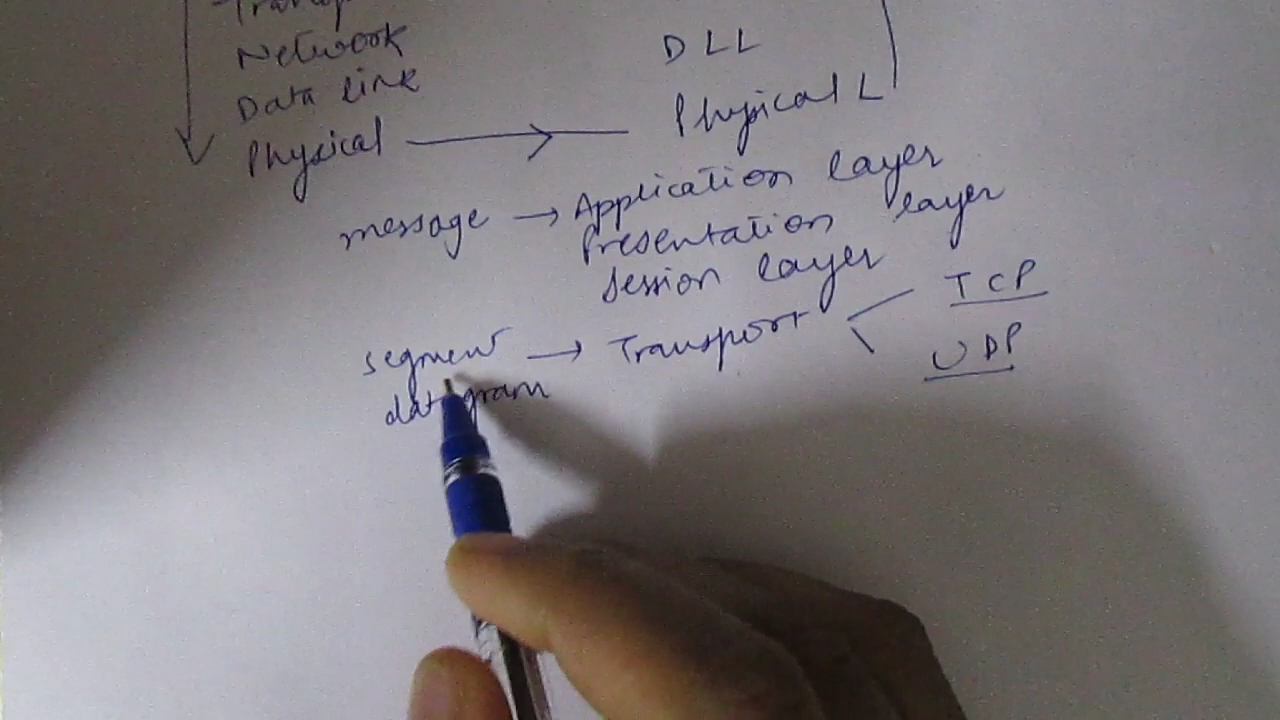 Network
Data link
Physical → Physical L
DLL
message → Application layer
Presentation layer
Session layer
segment → Transport
datagram
TCP
UDP